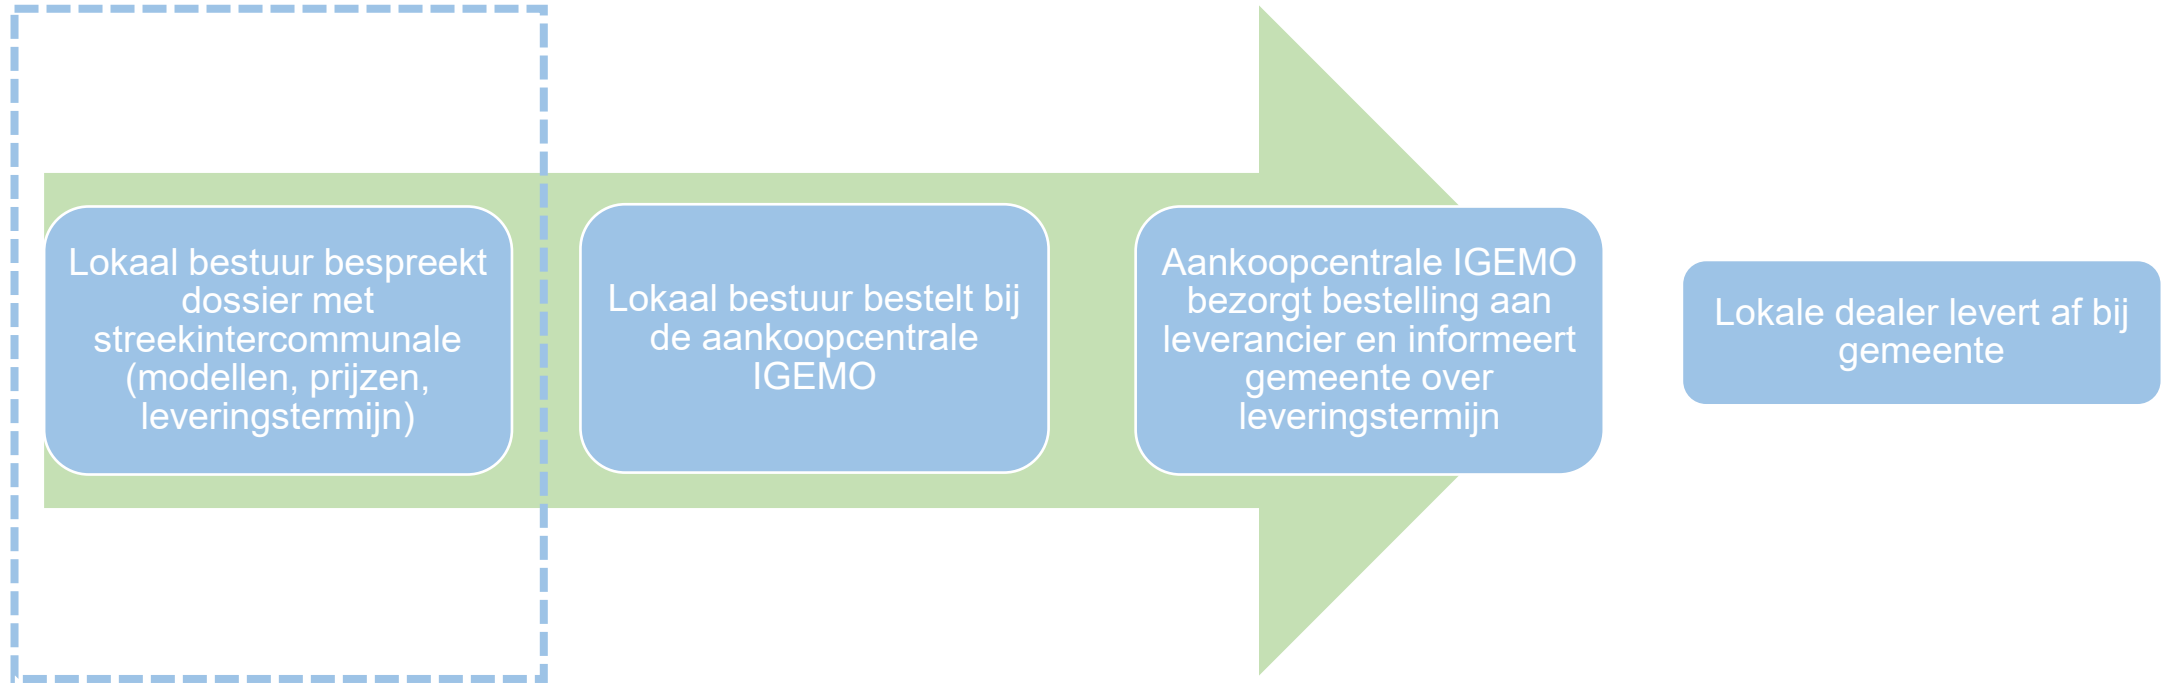 Lokaal bestuur bespreekt
dossier met
streekintercommunale
(modellen, prijzen,
leveringstermijn)
Lokaal bestuur bestelt bij
de aankoopcentrale
IGEMO
Aankoopcentrale IGEMO
bezorgt bestelling aan
leverancier en informeert
gemeente over
leveringstermijn
Lokale dealer levert af bij
gemeente